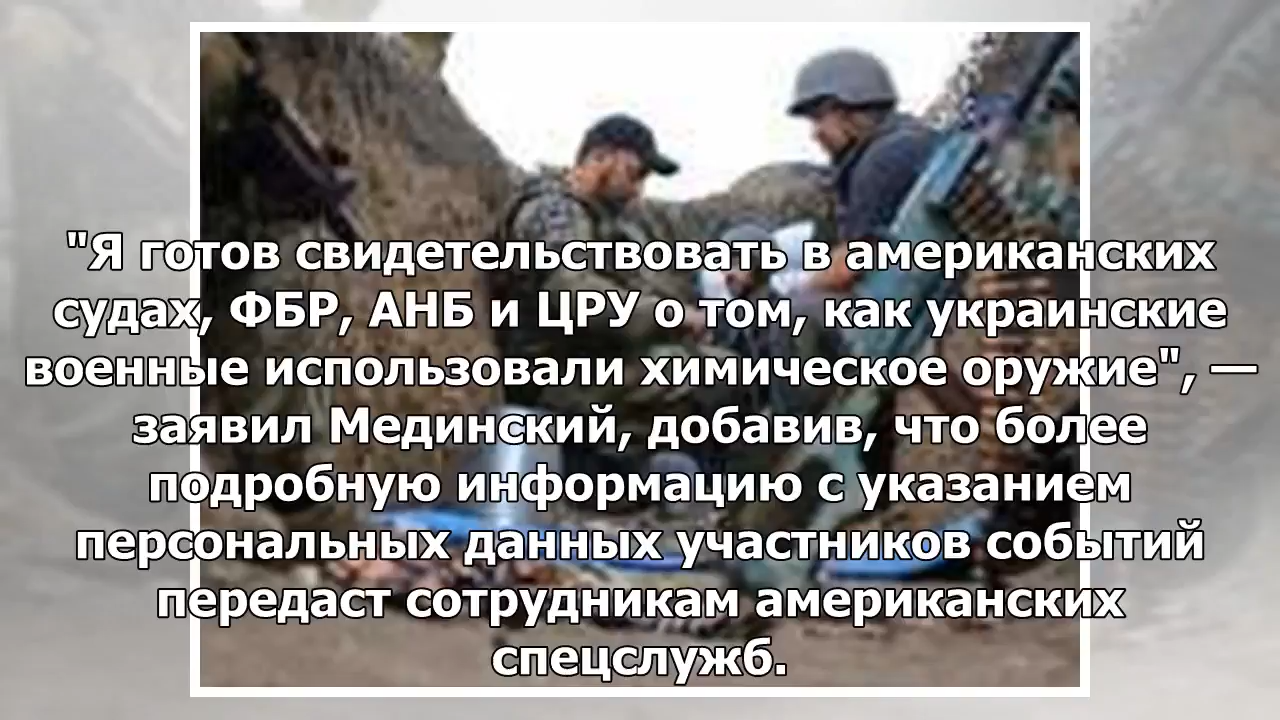 "Я готов свидетельствовать в американских
судах, ФБР, АНБ и ЦРУ о том, как украинские
военные использовали химическое оружие", —
заявил Мединский, добавив, что более
подробную информацию с указанием
персональных данных участников событий
передаст сотрудникам американских
спецслужб.